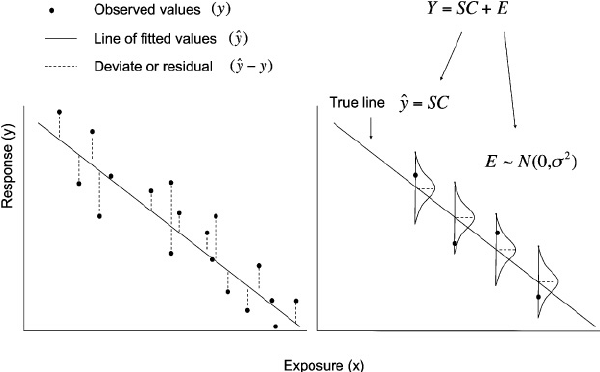 Observed values (y)
Line of fitted values (ŷ)
Deviate or residual (ŷ – y)
Y = SC + E
True line ŷ = SC
E ~ N(0,σ²)
Response (y)
Exposure (x)